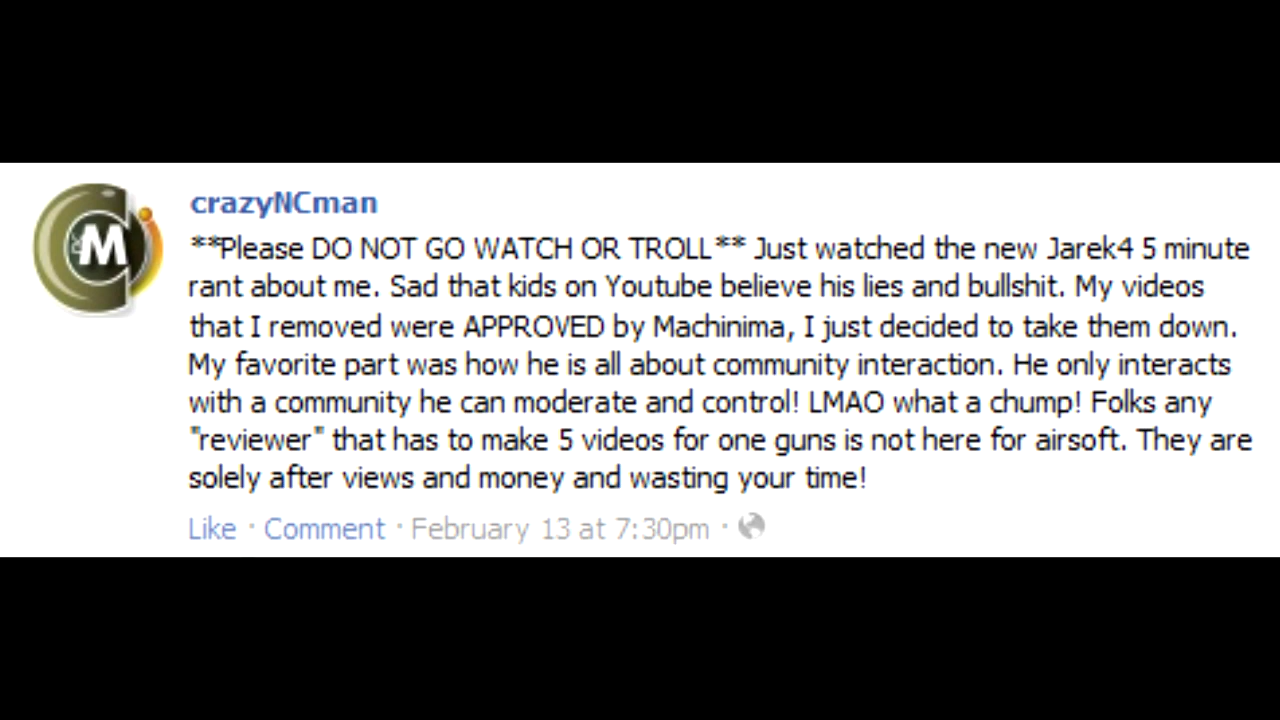 crazyNCman
**Please DO NOT GO WATCH OR TROLL** Just watched the new Jarek4 5 minute
rant about me. Sad that kids on Youtube believe his lies and bullshit. My videos
that I removed were APPROVED by Machinima, I just decided to take them down.
My favorite part was how he is all about community interaction. He only interacts
with a community he can moderate and control! LMAO what a chump! Folks any
"reviewer" that has to make 5 videos for one guns is not here for airsoft. They are
solely after views and money and wasting your time!
Like · Comment · February 13 at 7:30pm ·
M